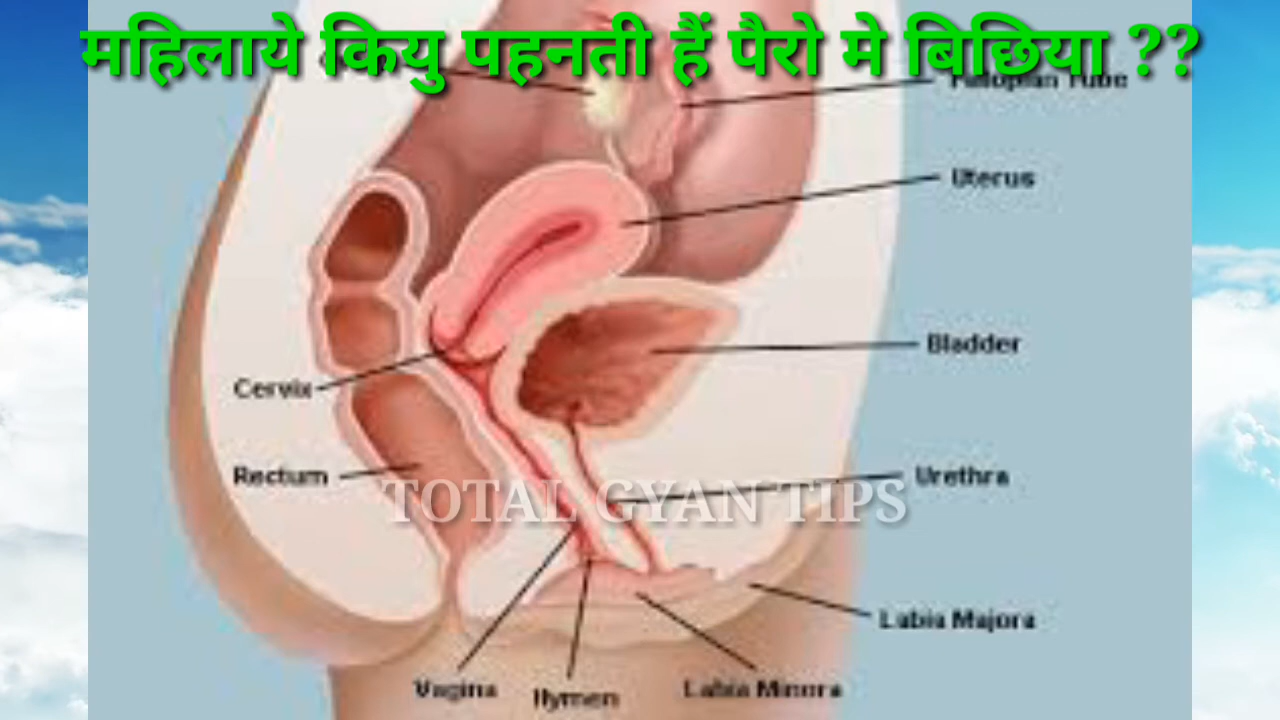 महिलाये कियु पहनती हैं पैरो मे बिछिया ??
Fallopian Tube
Uterus
Bladder
Cervix
Rectum
Urethra
TOTAL GYAN TIPS
Labia Majora
Vagina
Hymen
Labia Minora